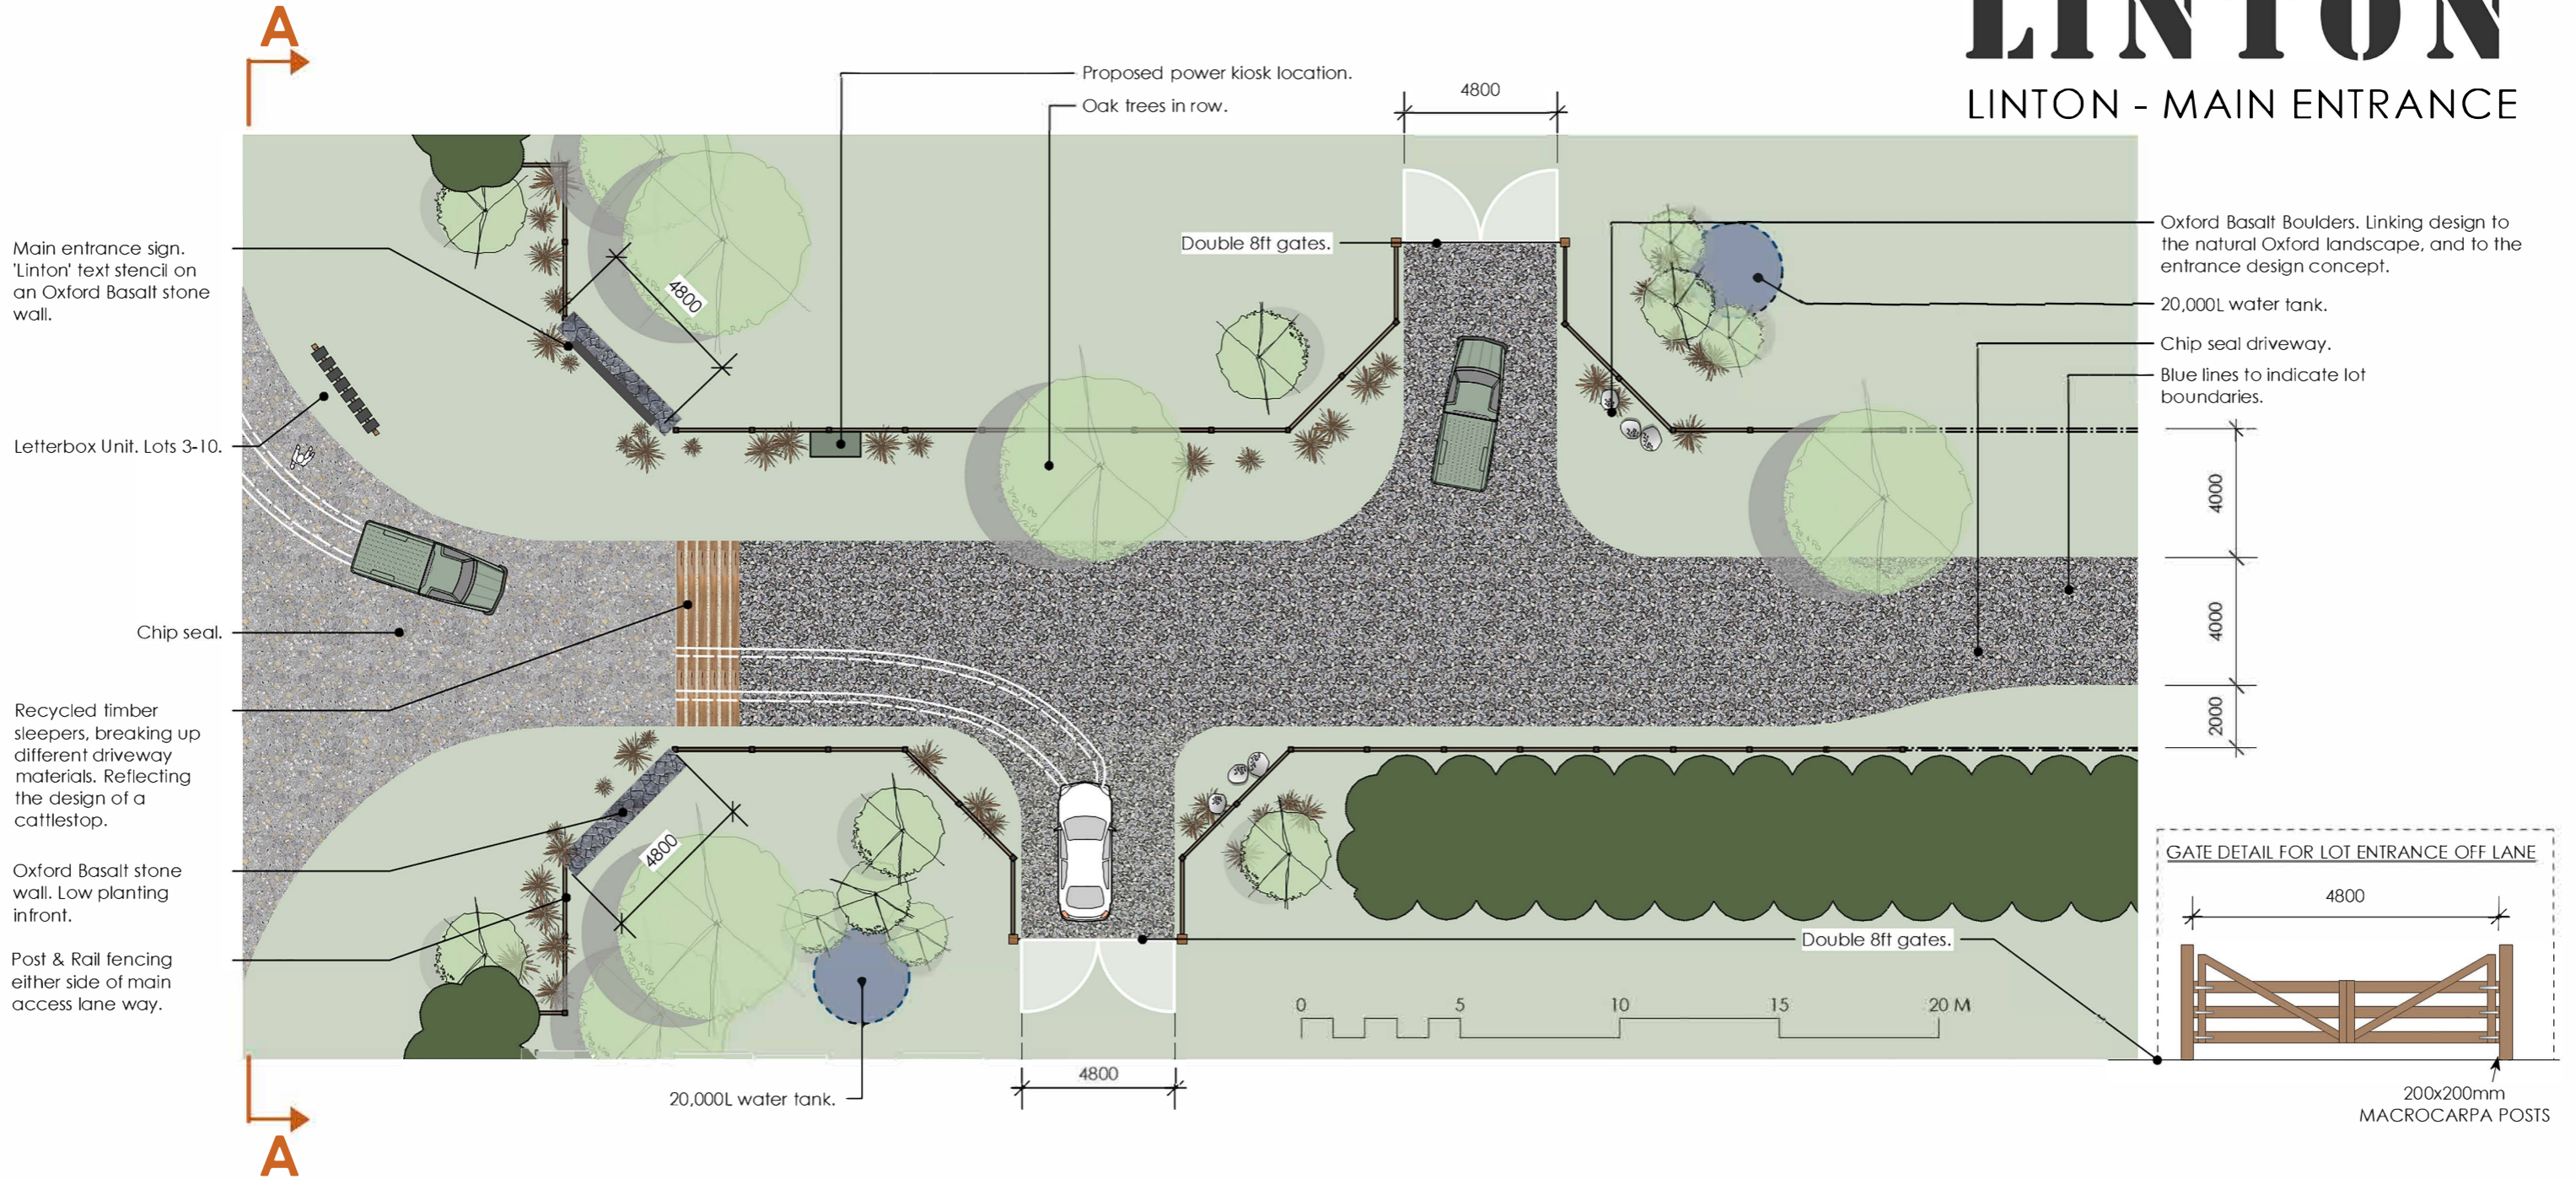 A
LINTON
LINTON - MAIN ENTRANCE
Proposed power kiosk location.
Oak trees in row.
4800
Main entrance sign.
'Linton' text stencil on
an Oxford Basalt stone
wall.
4800
Double 8ft gates.
Oxford Basalt Boulders. Linking design to
the natural Oxford landscape, and to the
entrance design concept.
20,000L water tank.
Chip seal driveway.
Blue lines to indicate lot
boundaries.
Letterbox Unit. Lots 3-10.
4000
4000
2000
Chip seal.
Recycled timber
sleepers, breaking up
different driveway
materials. Reflecting
the design of a
cattlestop.
Oxford Basalt stone
wall. Low planting
infront.
Post & Rail fencing
either side of main
access lane way.
4800
GATE DETAIL FOR LOT ENTRANCE OFF LANE
4800
Double 8ft gates.
0 5 10 15 20 M
4800
20,000L water tank.
200x200mm
MACROCARPA POSTS
A